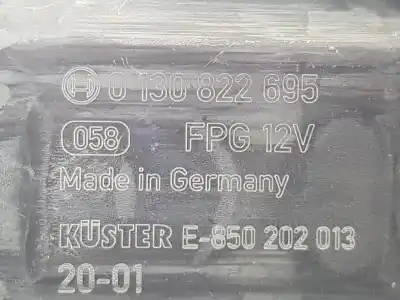 0 130 822 695
058 FPG 12V
Made in Germany
KÜSTER E-850 202 013
20-01